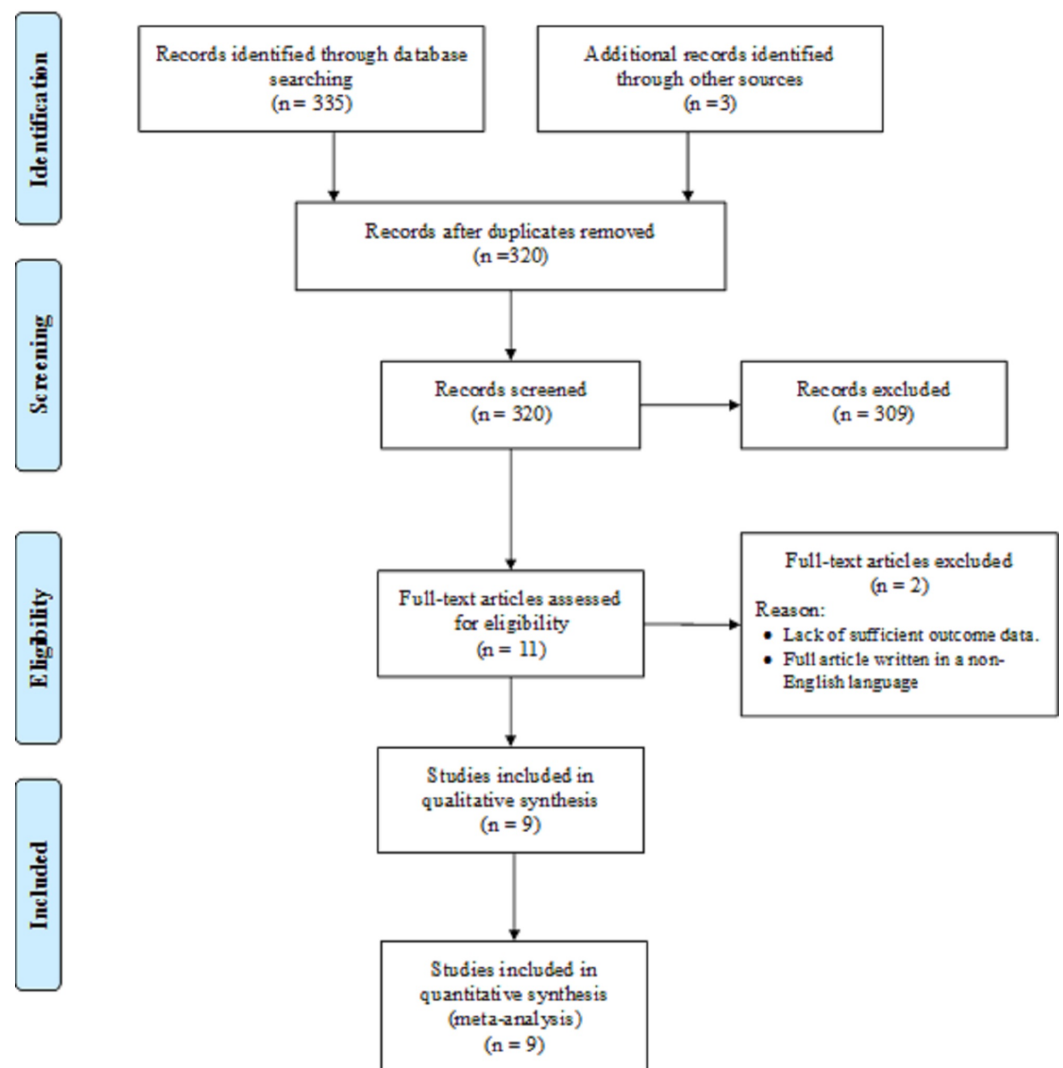 Identification
Records identified through database
searching
(n = 335)
Additional records identified
through other sources
(n =3)
Records after duplicates removed
(n =320)
Screening
Records screened
(n = 320)
Records excluded
(n = 309)
Eligibility
Full-text articles assessed
for eligibility
(n = 11)
Full-text articles excluded
(n = 2)
Reason:
• Lack of sufficient outcome data.
• Full article written in a non-
English language
Studies included in
qualitative synthesis
(n = 9)
Included
Studies included in
quantitative synthesis
(meta-analysis)
(n = 9)